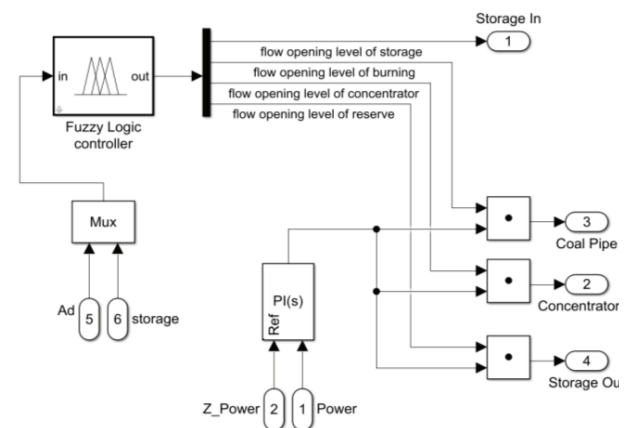 Storage In
1
flow opening level of storage
in
out
flow opening level of burning
flow opening level of concentrator
flow opening level of reserve
Fuzzy Logic
controller
Mux
3
Coal Pipe
PI(s)
Ref
2
Concentrator
Ad
5
6
storage
4
Storage Ou
Z_Power
2
1
Power